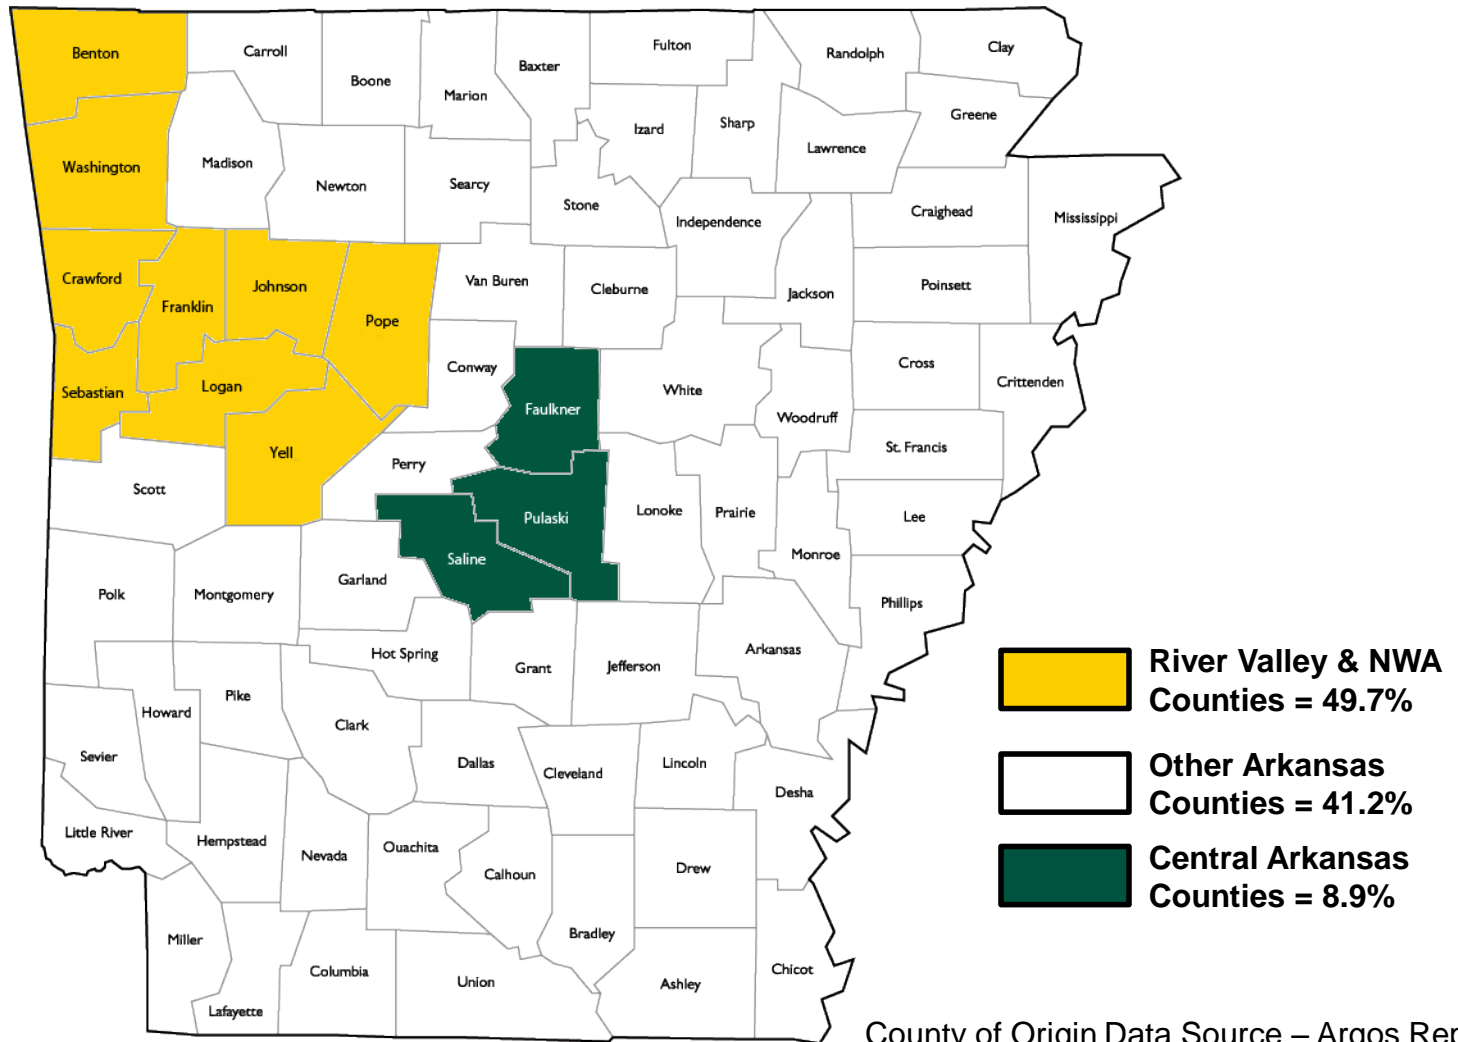 Benton
Carroll
Boone
Marion
Baxter
Fulton
Randolph
Clay
Greene
Izard
Sharp
Lawrence
Washington
Madison
Newton
Searcy
Stone
Independence
Craighead
Mississippi
Crawford
Franklin
Johnson
Pope
Van Buren
Cleburne
Jackson
Poinsett
Sebastian
Logan
Conway
Faulkner
White
Woodruff
Cross
Crittenden
St. Francis
Yell
Perry
Scott
Pulaski
Lonoke
Prairie
Lee
Saline
Monroe
Garland
Polk
Montgomery
Phillips
Hot Spring
Grant
Jefferson
Arkansas
Pike
Howard
Clark
Sevier
Dallas
Cleveland
Lincoln
Desha
Little River
Hempstead
Nevada
Ouachita
Calhoun
Drew
Bradley
Miller
Lafayette
Columbia
Union
Ashley
Chicot
River Valley & NWA
Counties = 49.7%
Other Arkansas
Counties = 41.2%
Central Arkansas
Counties = 8.9%
County of Origin Data Source – Argos Rep